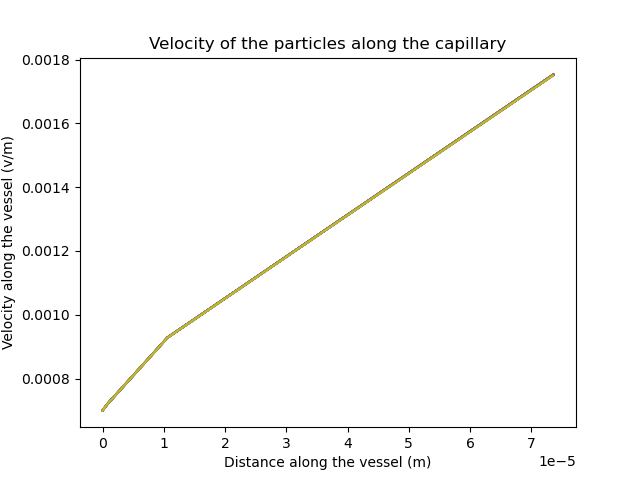 Velocity of the particles along the capillary
0.0018
0.0016
0.0014
0.0012
0.0010
0.0008
Velocity along the vessel (v/m)
0 1 2 3 4 5 6 7
1e−5
Distance along the vessel (m)